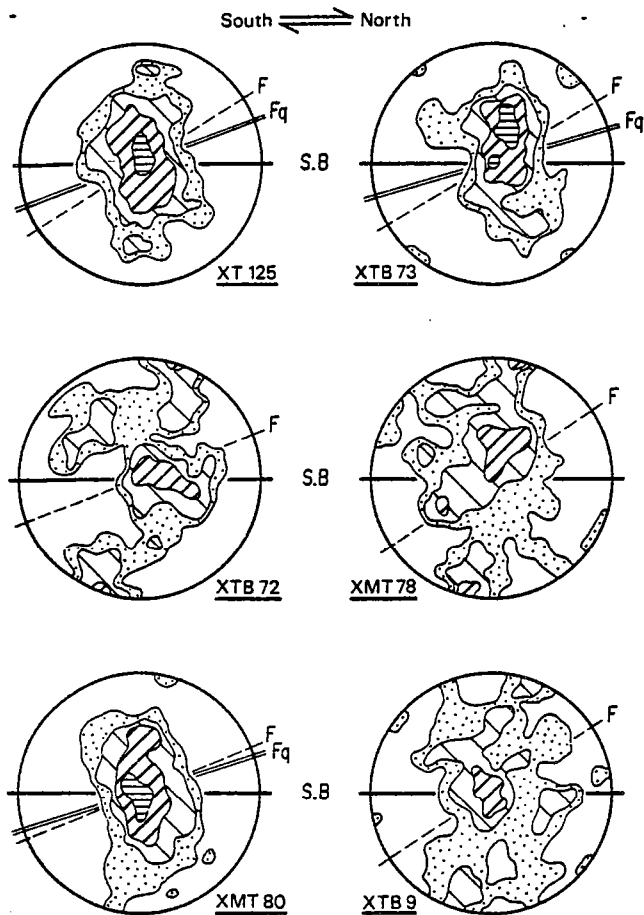 South North
F
Fq
F
Fq
S.B
XT 125
XTB 73
F
F
S.B
XTB 72
XMT 78
F
Fq
F
S.B
XMT 80
XTB 9